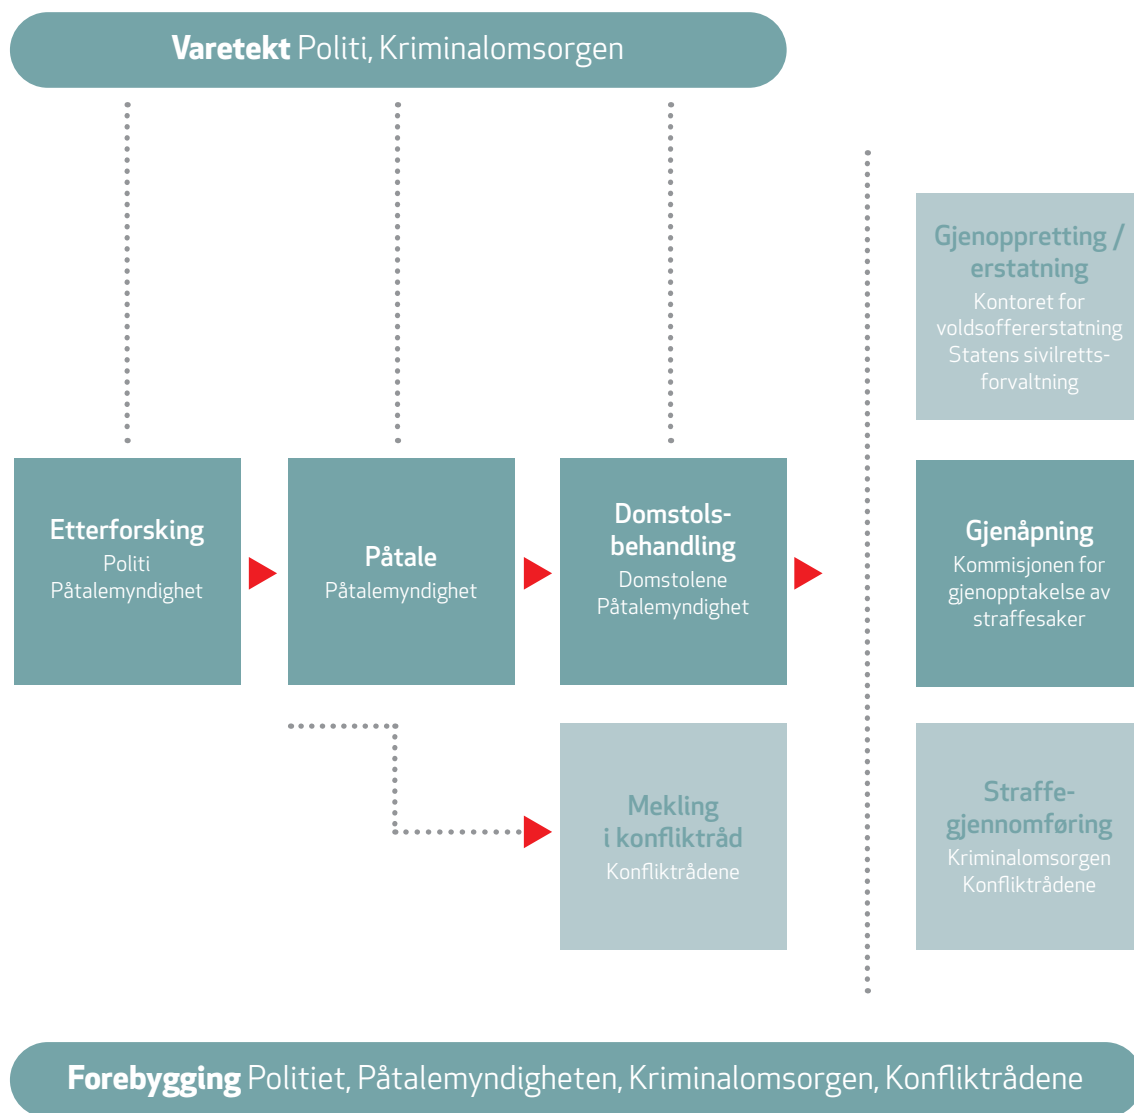 Varetekt Politi, Kriminalomsorgen
Gjenoppretting /
erstatning
Kontoret for
voldsoffererstatning
Statens sivilretts-
forvaltning
Etterforsking
Politi
Påtalemyndighet
Påtale
Påtalemyndighet
Domstols-
behandling
Domstolene
Påtalemyndighet
Gjenåpning
Kommisjonen for
gjenopptakelse av
straffesaker
Mekling
i konfliktråd
Konfliktrådene
Straffe-
gjennomføring
Kriminalomsorgen
Konfliktrådene
Forebygging Politiet, Påtalemyndigheten, Kriminalomsorgen, Konfliktrådene